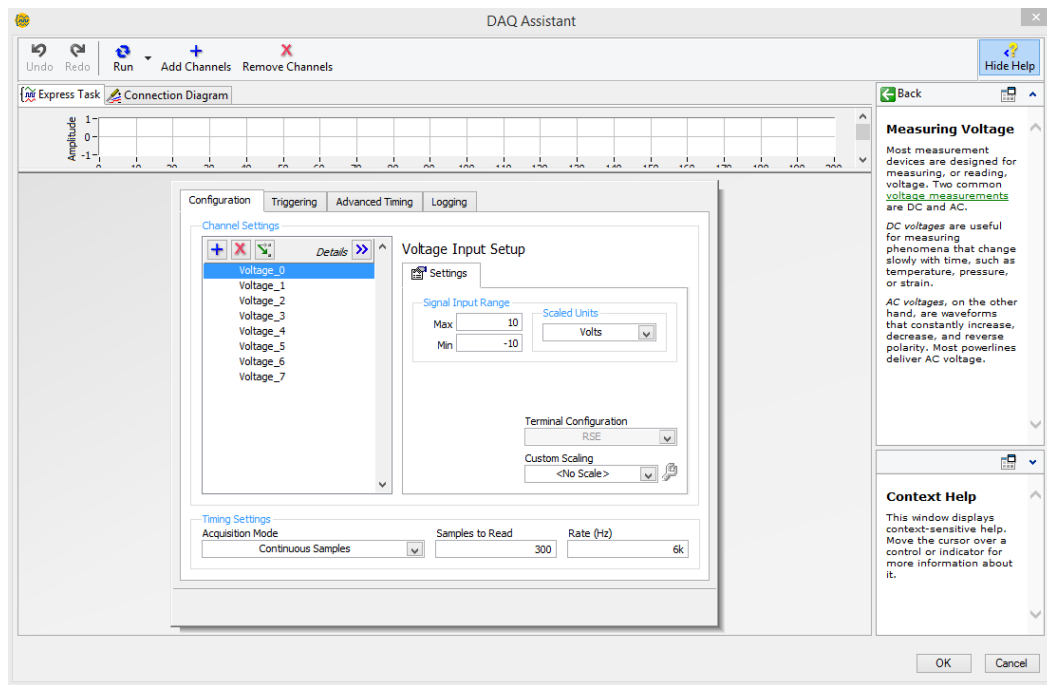 DAQ Assistant
Undo
Redo
Run
Add Channels
Remove Channels
Hide Help
Express Task
Connection Diagram
Amplitude
1
0
-1
Back
Measuring Voltage
Most measurement
devices are designed for
measuring, or reading,
voltage. Two common
voltage measurements
are DC and AC.
DC voltages are useful
for measuring
phenomena that change
slowly with time, such as
temperature, pressure,
or strain.
AC voltages, on the other
hand, are waveforms
that constantly increase,
decrease, and reverse
polarity. Most powerlines
deliver AC voltage.
Configuration
Triggering
Advanced Timing
Logging
Channel Settings
Details
Voltage_0
Voltage_1
Voltage_2
Voltage_3
Voltage_4
Voltage_5
Voltage_6
Voltage_7
Voltage Input Setup
Settings
Signal Input Range
Max 10
Min -10
Scaled Units
Volts
Terminal Configuration
RSE
Custom Scaling
<No Scale>
Timing Settings
Acquisition Mode
Continuous Samples
Samples to Read
300
Rate (Hz)
6k
Context Help
This window displays
context-sensitive help.
Move the cursor over a
control or indicator for
more information about
it.
OK
Cancel